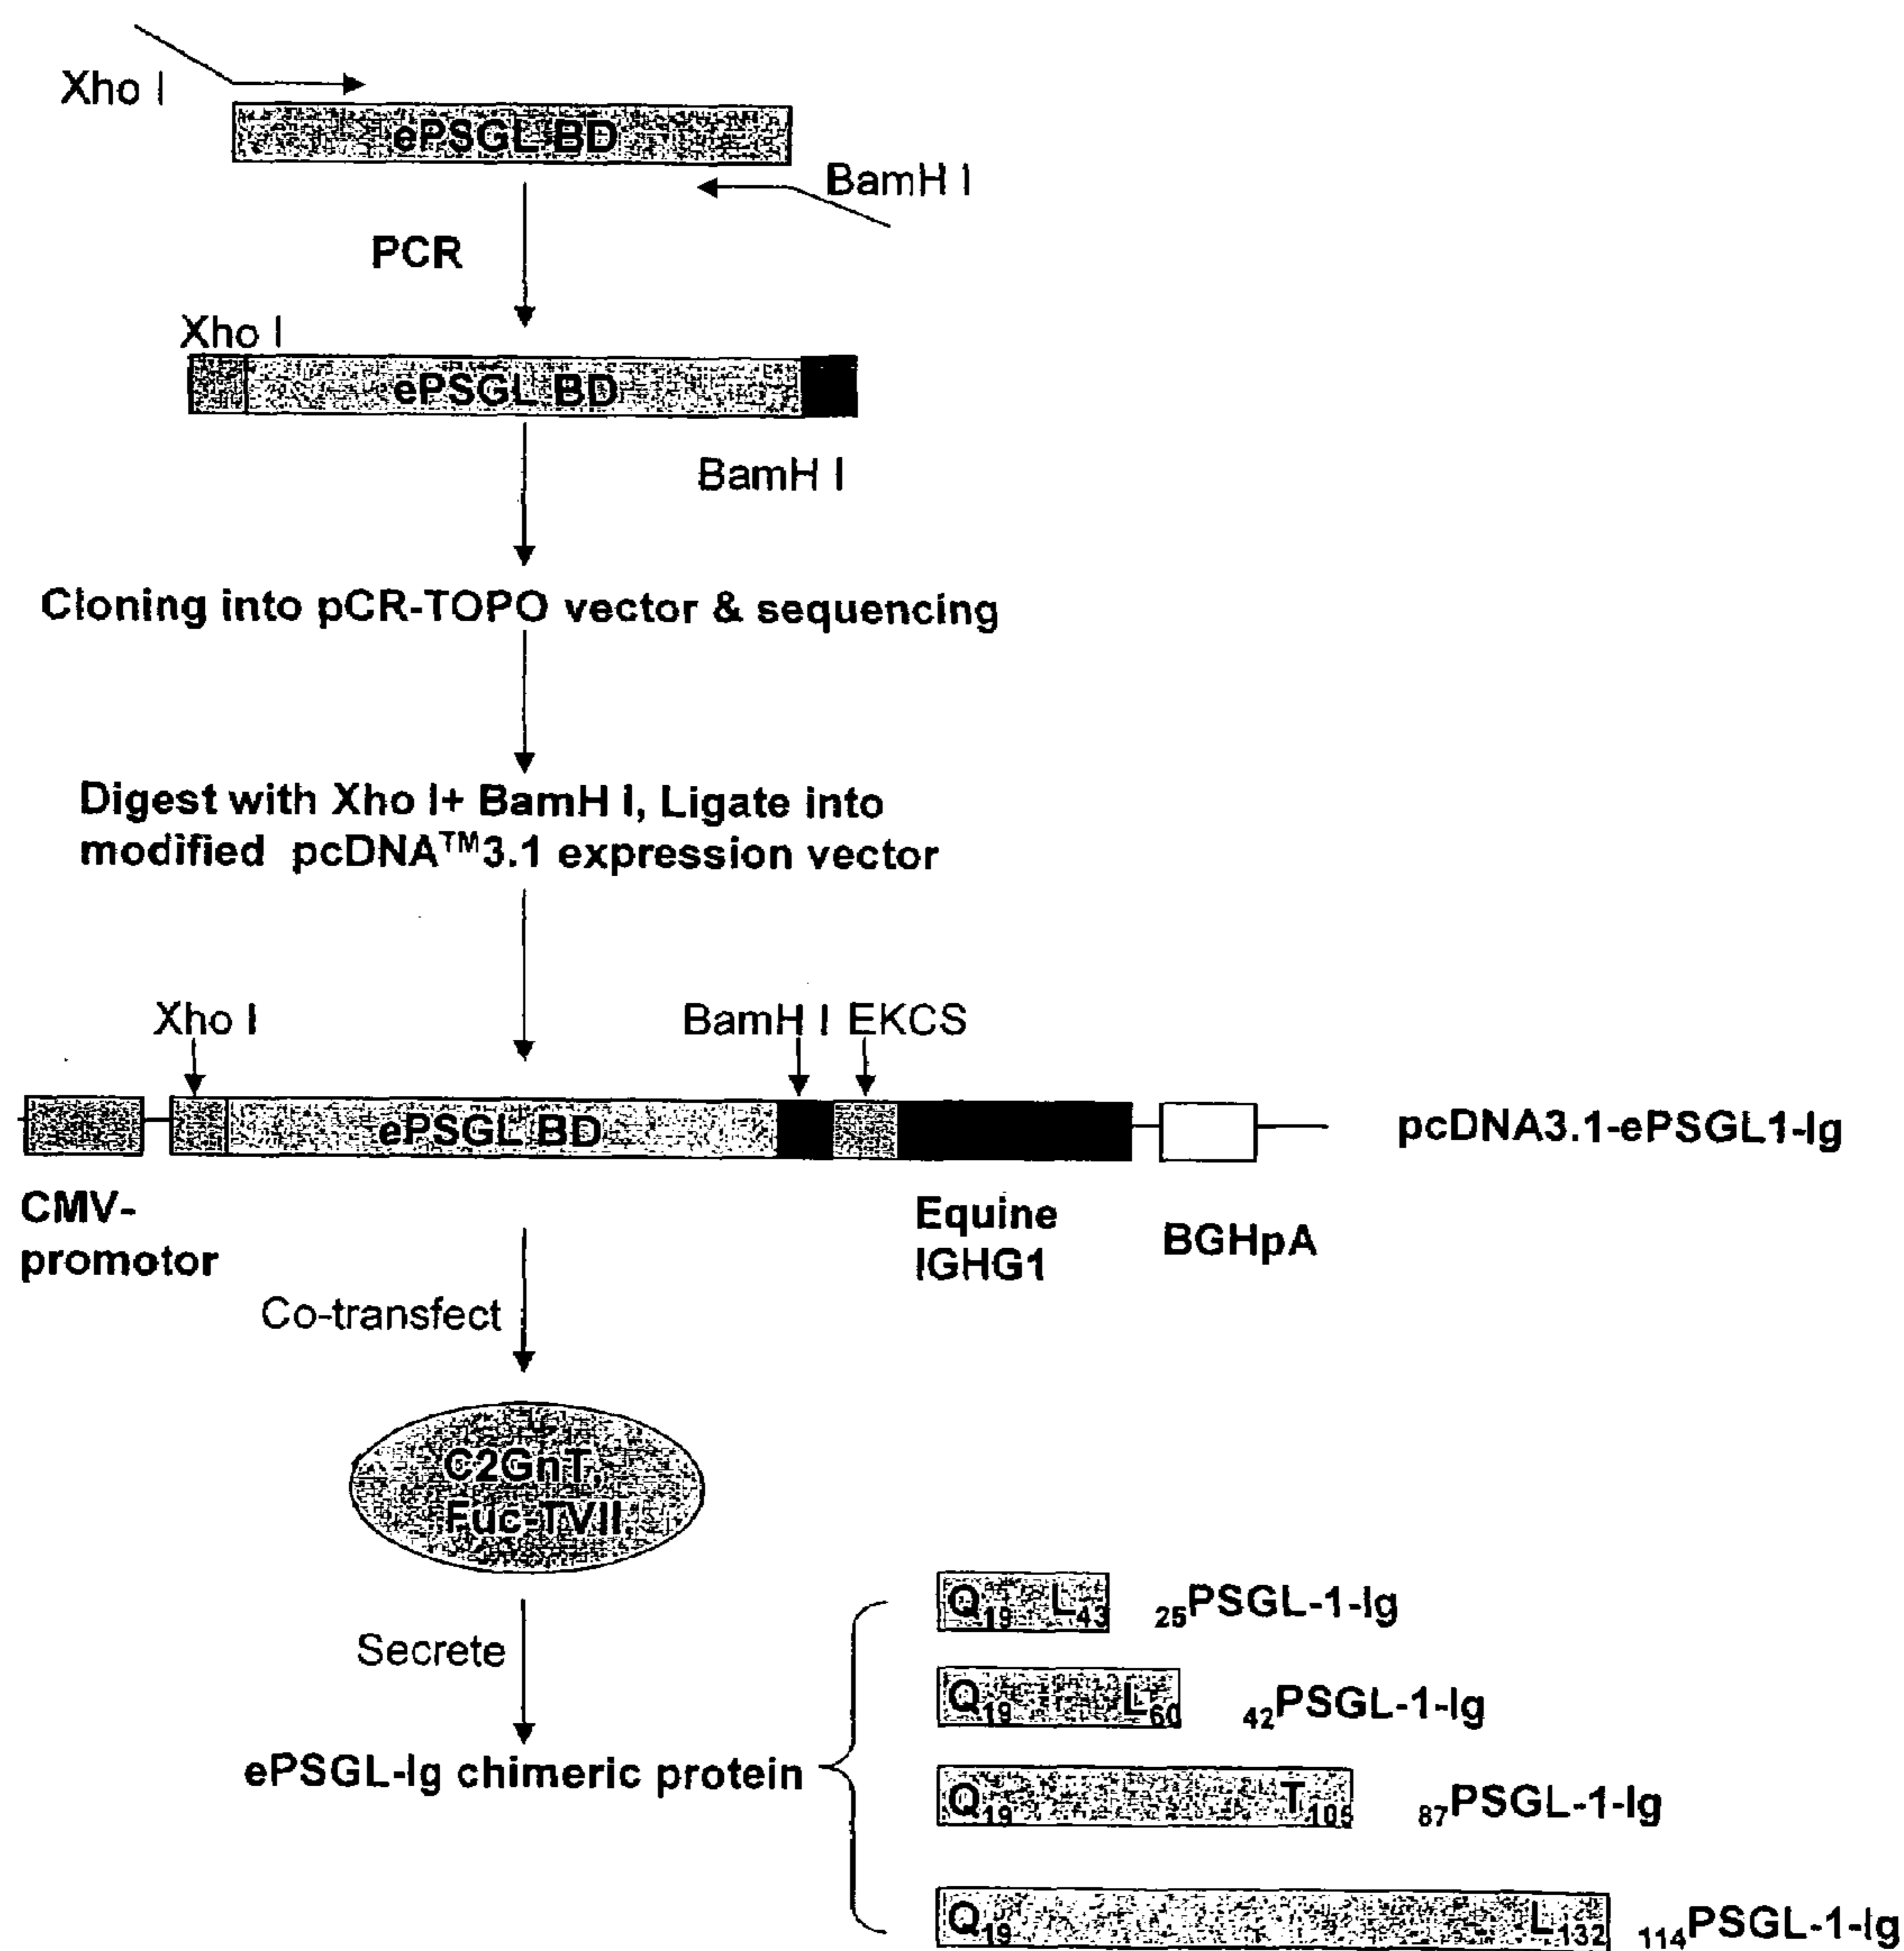 Xho I
ePSGL BD
BamH I
PCR
Xho I
ePSGL BD
BamH I
Cloning into pCR-TOPO vector & sequencing
Digest with Xho I+ BamH I, Ligate into
modified pcDNA™3.1 expression vector
Xho I
BamH I
EKCS
ePSGL BD
pcDNA3.1-ePSGL1-Ig
CMV-
promotor
Equine
IGHG1
BGHpA
Co-transfect
C2GnT,
Fuc-TVII
Secrete
ePSGL-Ig chimeric protein
Q19 L43 25PSGL-1-Ig
Q19 L60 42PSGL-1-Ig
Q19 T105 87PSGL-1-Ig
Q19 L132 114PSGL-1-Ig